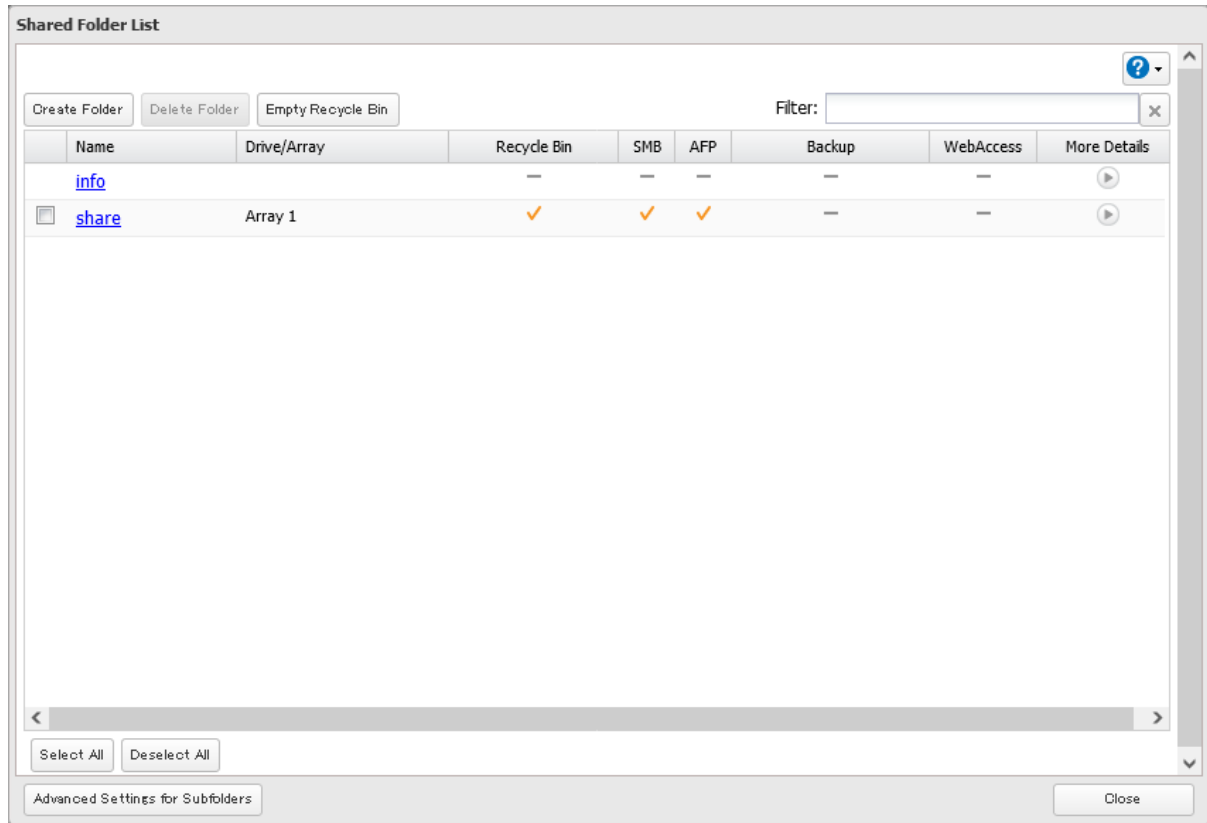 Shared Folder List
Create Folder Delete Folder Empty Recycle Bin Filter:
Name Drive/Array Recycle Bin SMB AFP Backup WebAccess More Details
info
share Array 1
Select All Deselect All
Advanced Settings for Subfolders Close